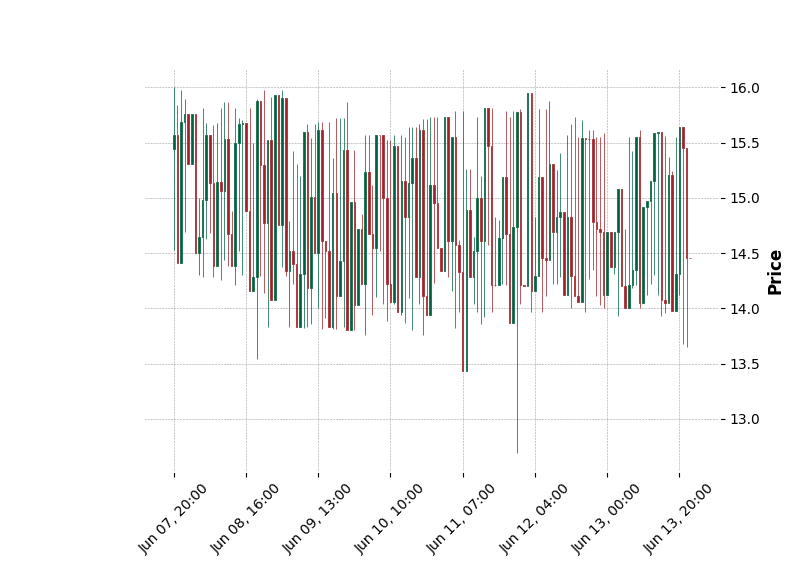 16.0
15.5
15.0
14.5
14.0
13.5
13.0
Price
Jun 07, 20:00
Jun 08, 16:00
Jun 09, 13:00
Jun 10, 10:00
Jun 11, 07:00
Jun 12, 04:00
Jun 13, 00:00
Jun 13, 20:00